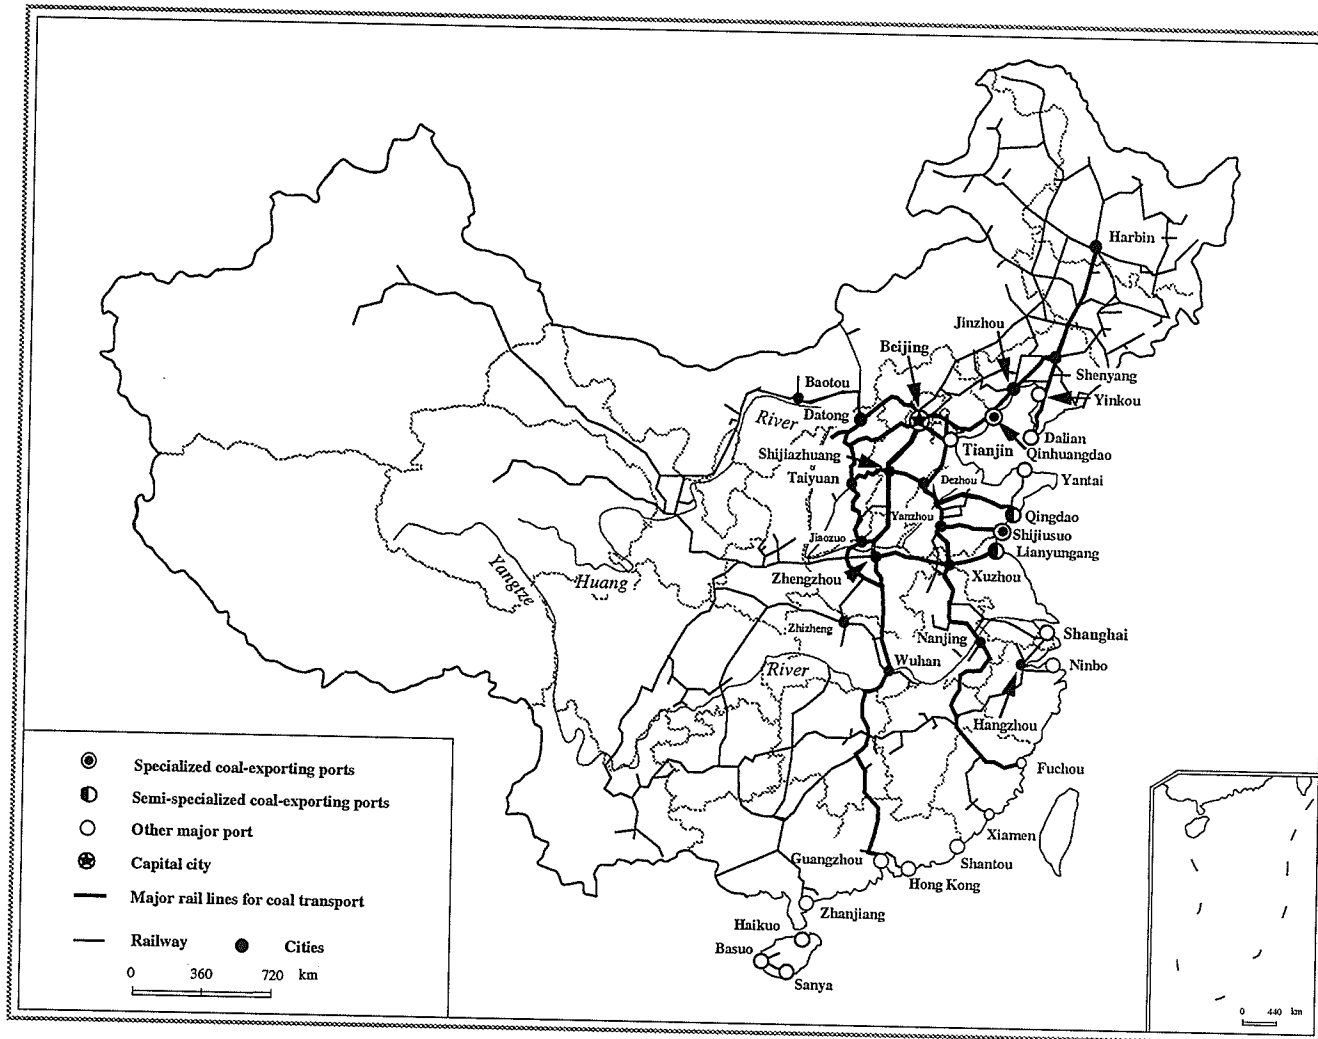 Harbin
Jinzhou
Beijing
Shenyang
Baotou
Yinkou
River
Datong
Dalian
Tianjin
Qinhuangdao
Shijiazhuang
Taiyuan
Dezhou
Yantai
Yanzhou
Qingdao
Shijiusuo
Jiaozuo
Lianyungang
Yangtze
Huang
Zhengzhou
Xuzhou
Zhizheng
Nanjing
Shanghai
River
Wuhan
Ninbo
Hangzhou
Fuchou
Xiamen
Guangzhou
Shantou
Hong Kong
Zhanjiang
Haikuo
Basuo
Sanya
Specialized coal-exporting ports
Semi-specialized coal-exporting ports
Other major port
Capital city
Major rail lines for coal transport
Railway
Cities
0 360 720 km
0 440 km